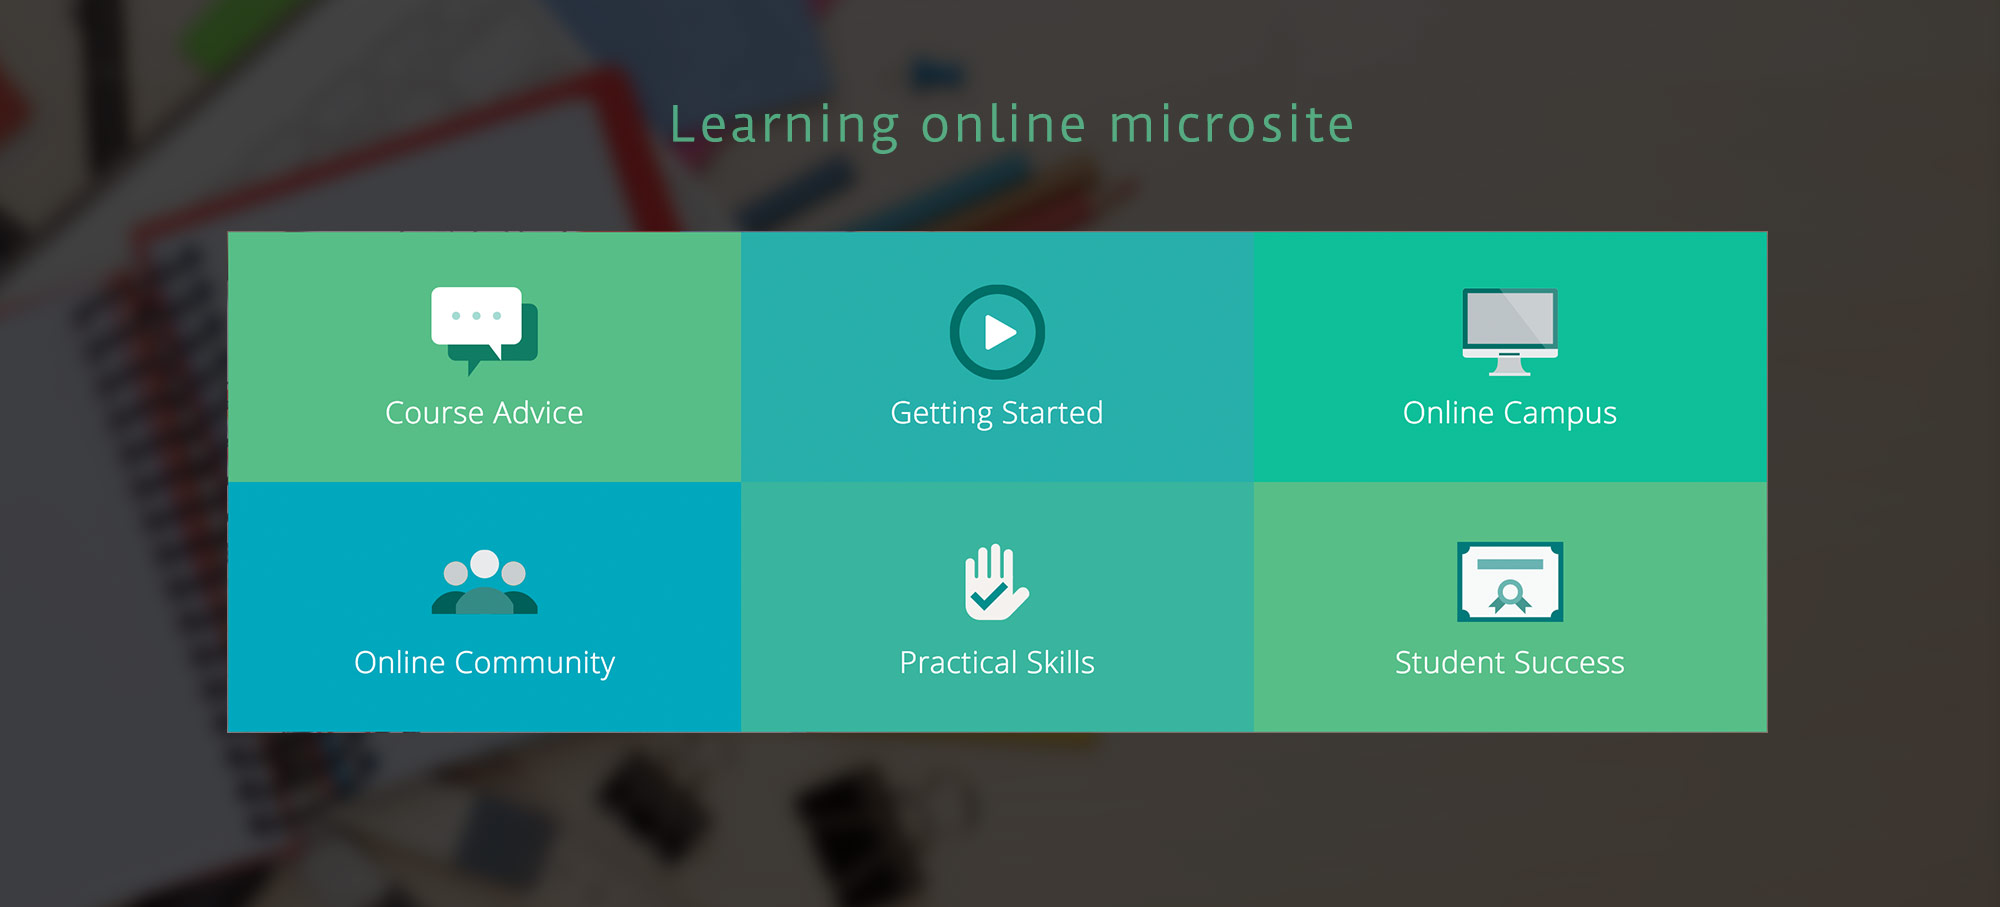 Learning online microsite
Course Advice
Getting Started
Online Campus
Online Community
Practical Skills
Student Success